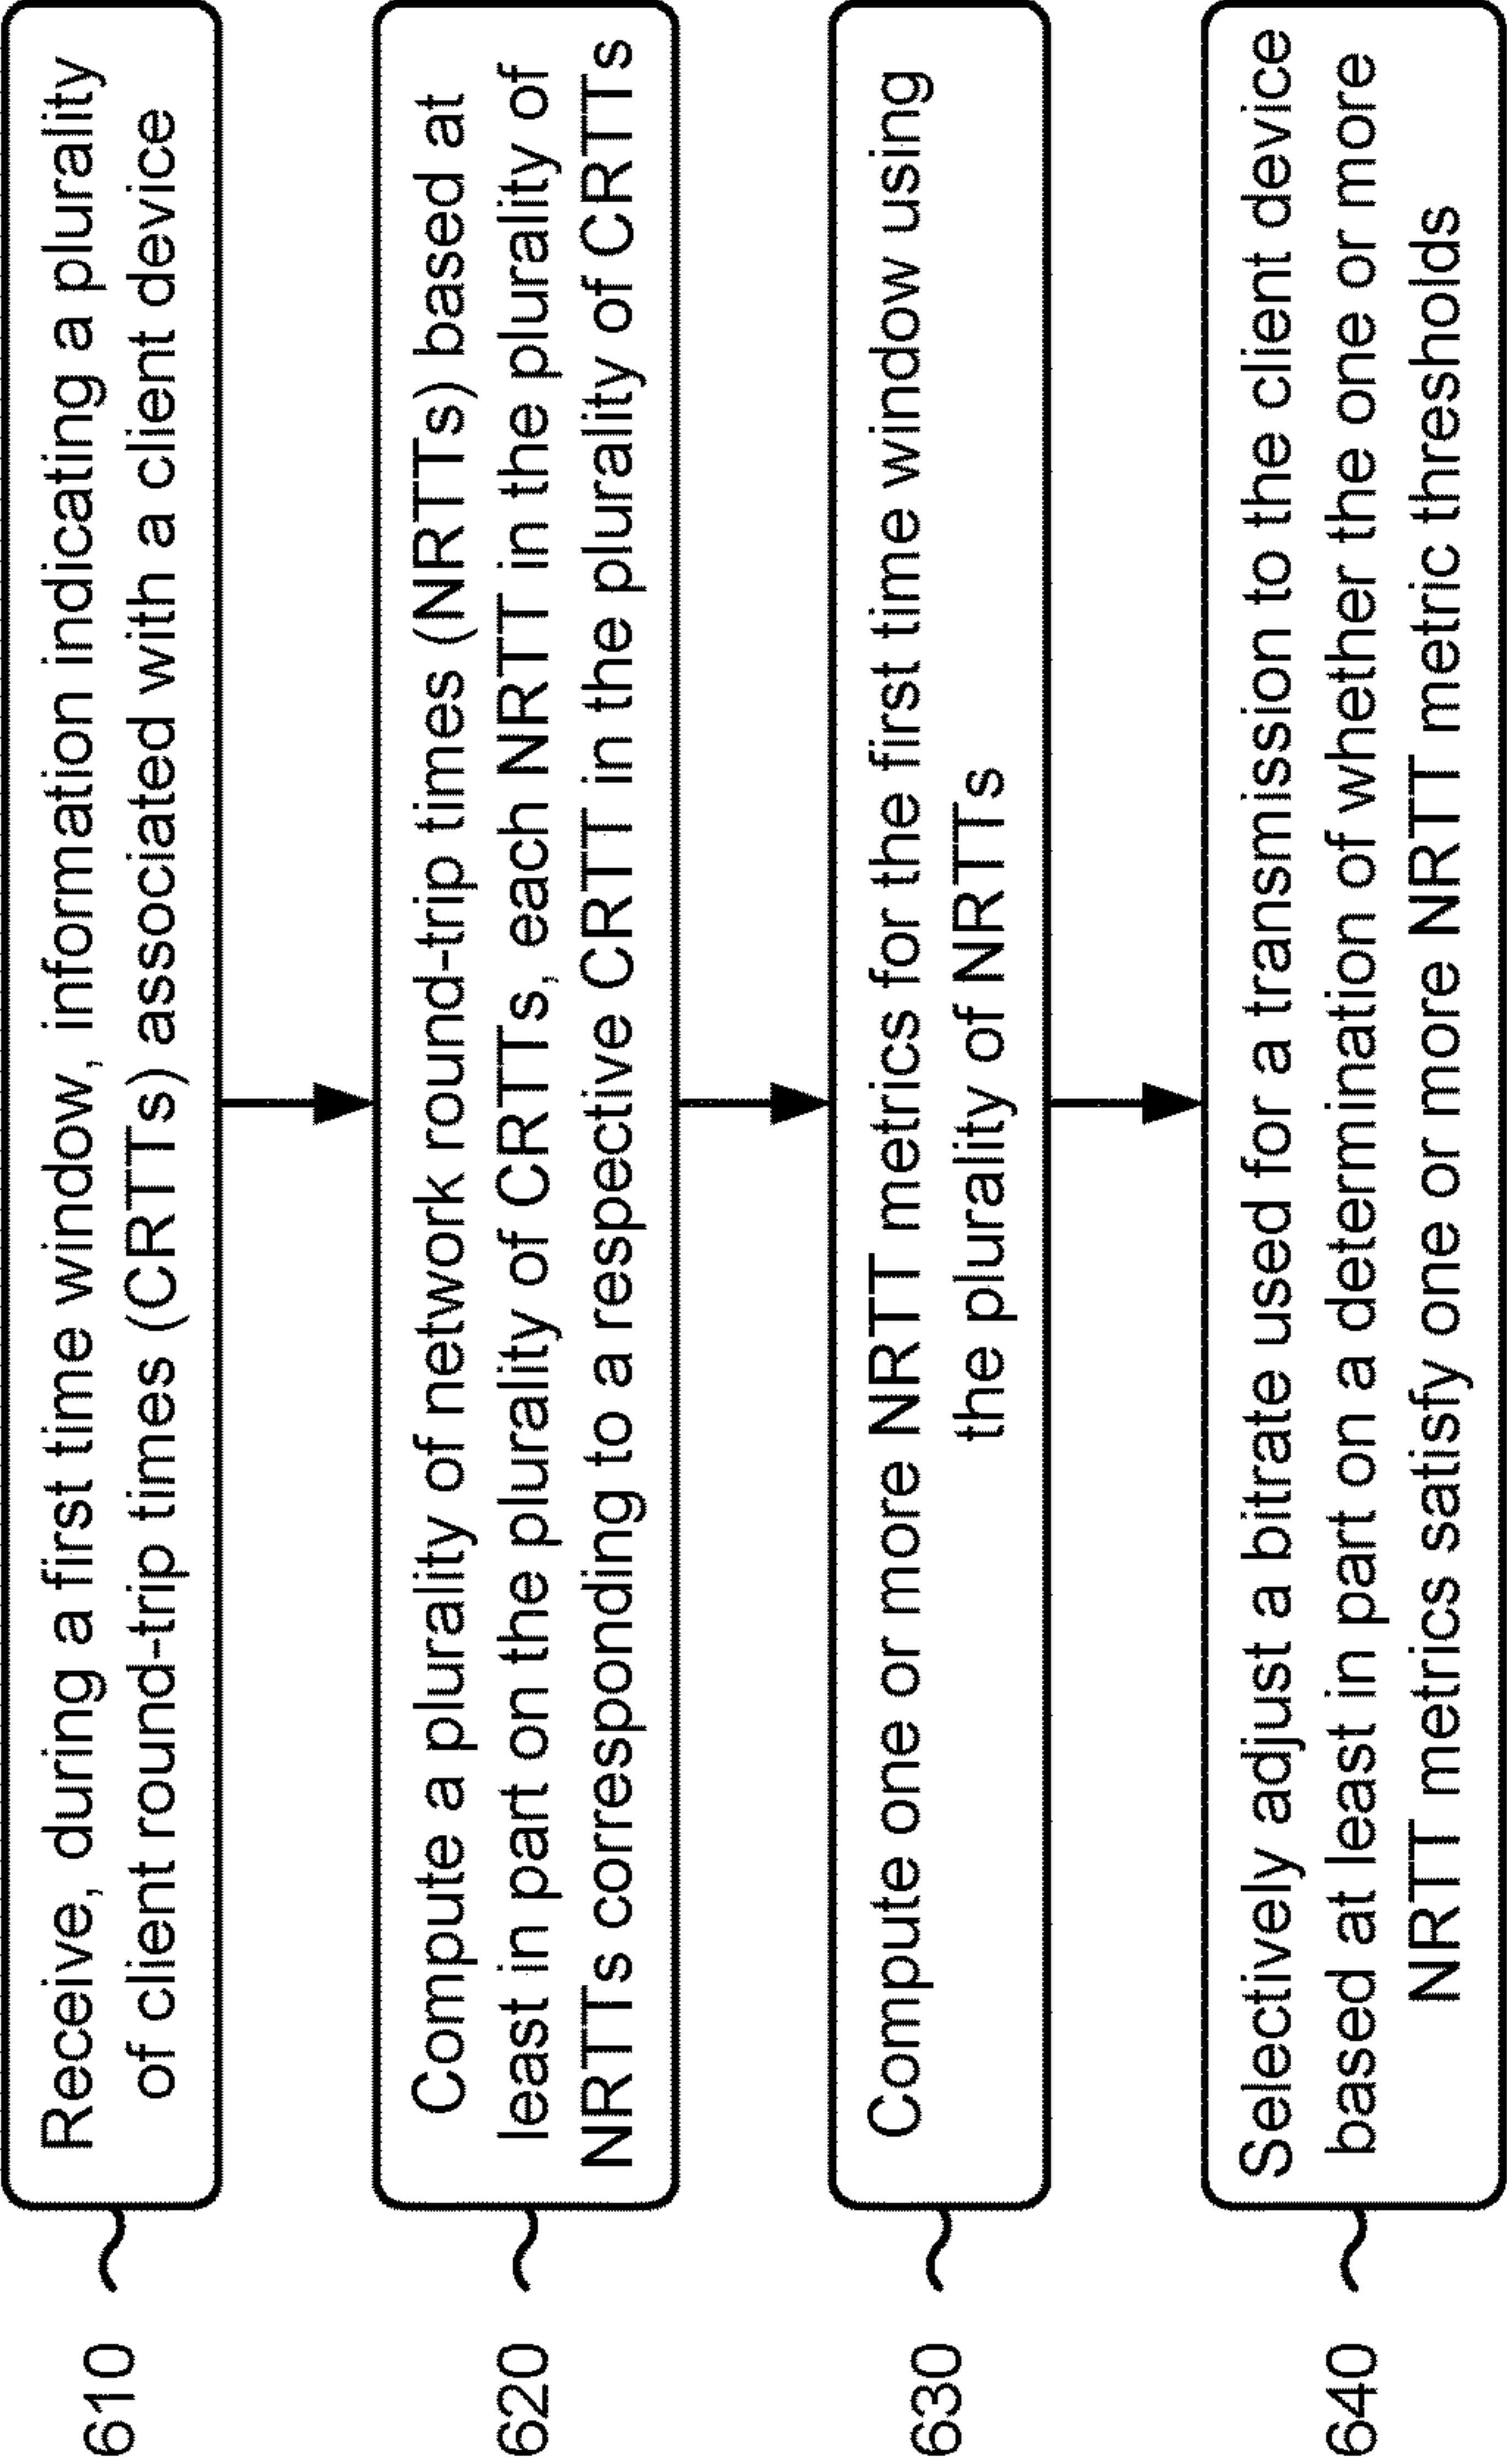 610
Receive, during a first time window, information indicating a plurality
of client round-trip times (CRTTs) associated with a client device
620
Compute a plurality of network round-trip times (NRTTs) based at
least in part on the plurality of CRTTs, each NRTT in the plurality of
NRTTs corresponding to a respective CRTT in the plurality of CRTTs
630
Compute one or more NRTT metrics for the first time window using
the plurality of NRTTs
640
Selectively adjust a bitrate used for a transmission to the client device
based at least in part on a determination of whether the one or more
NRTT metrics satisfy one or more NRTT metric thresholds